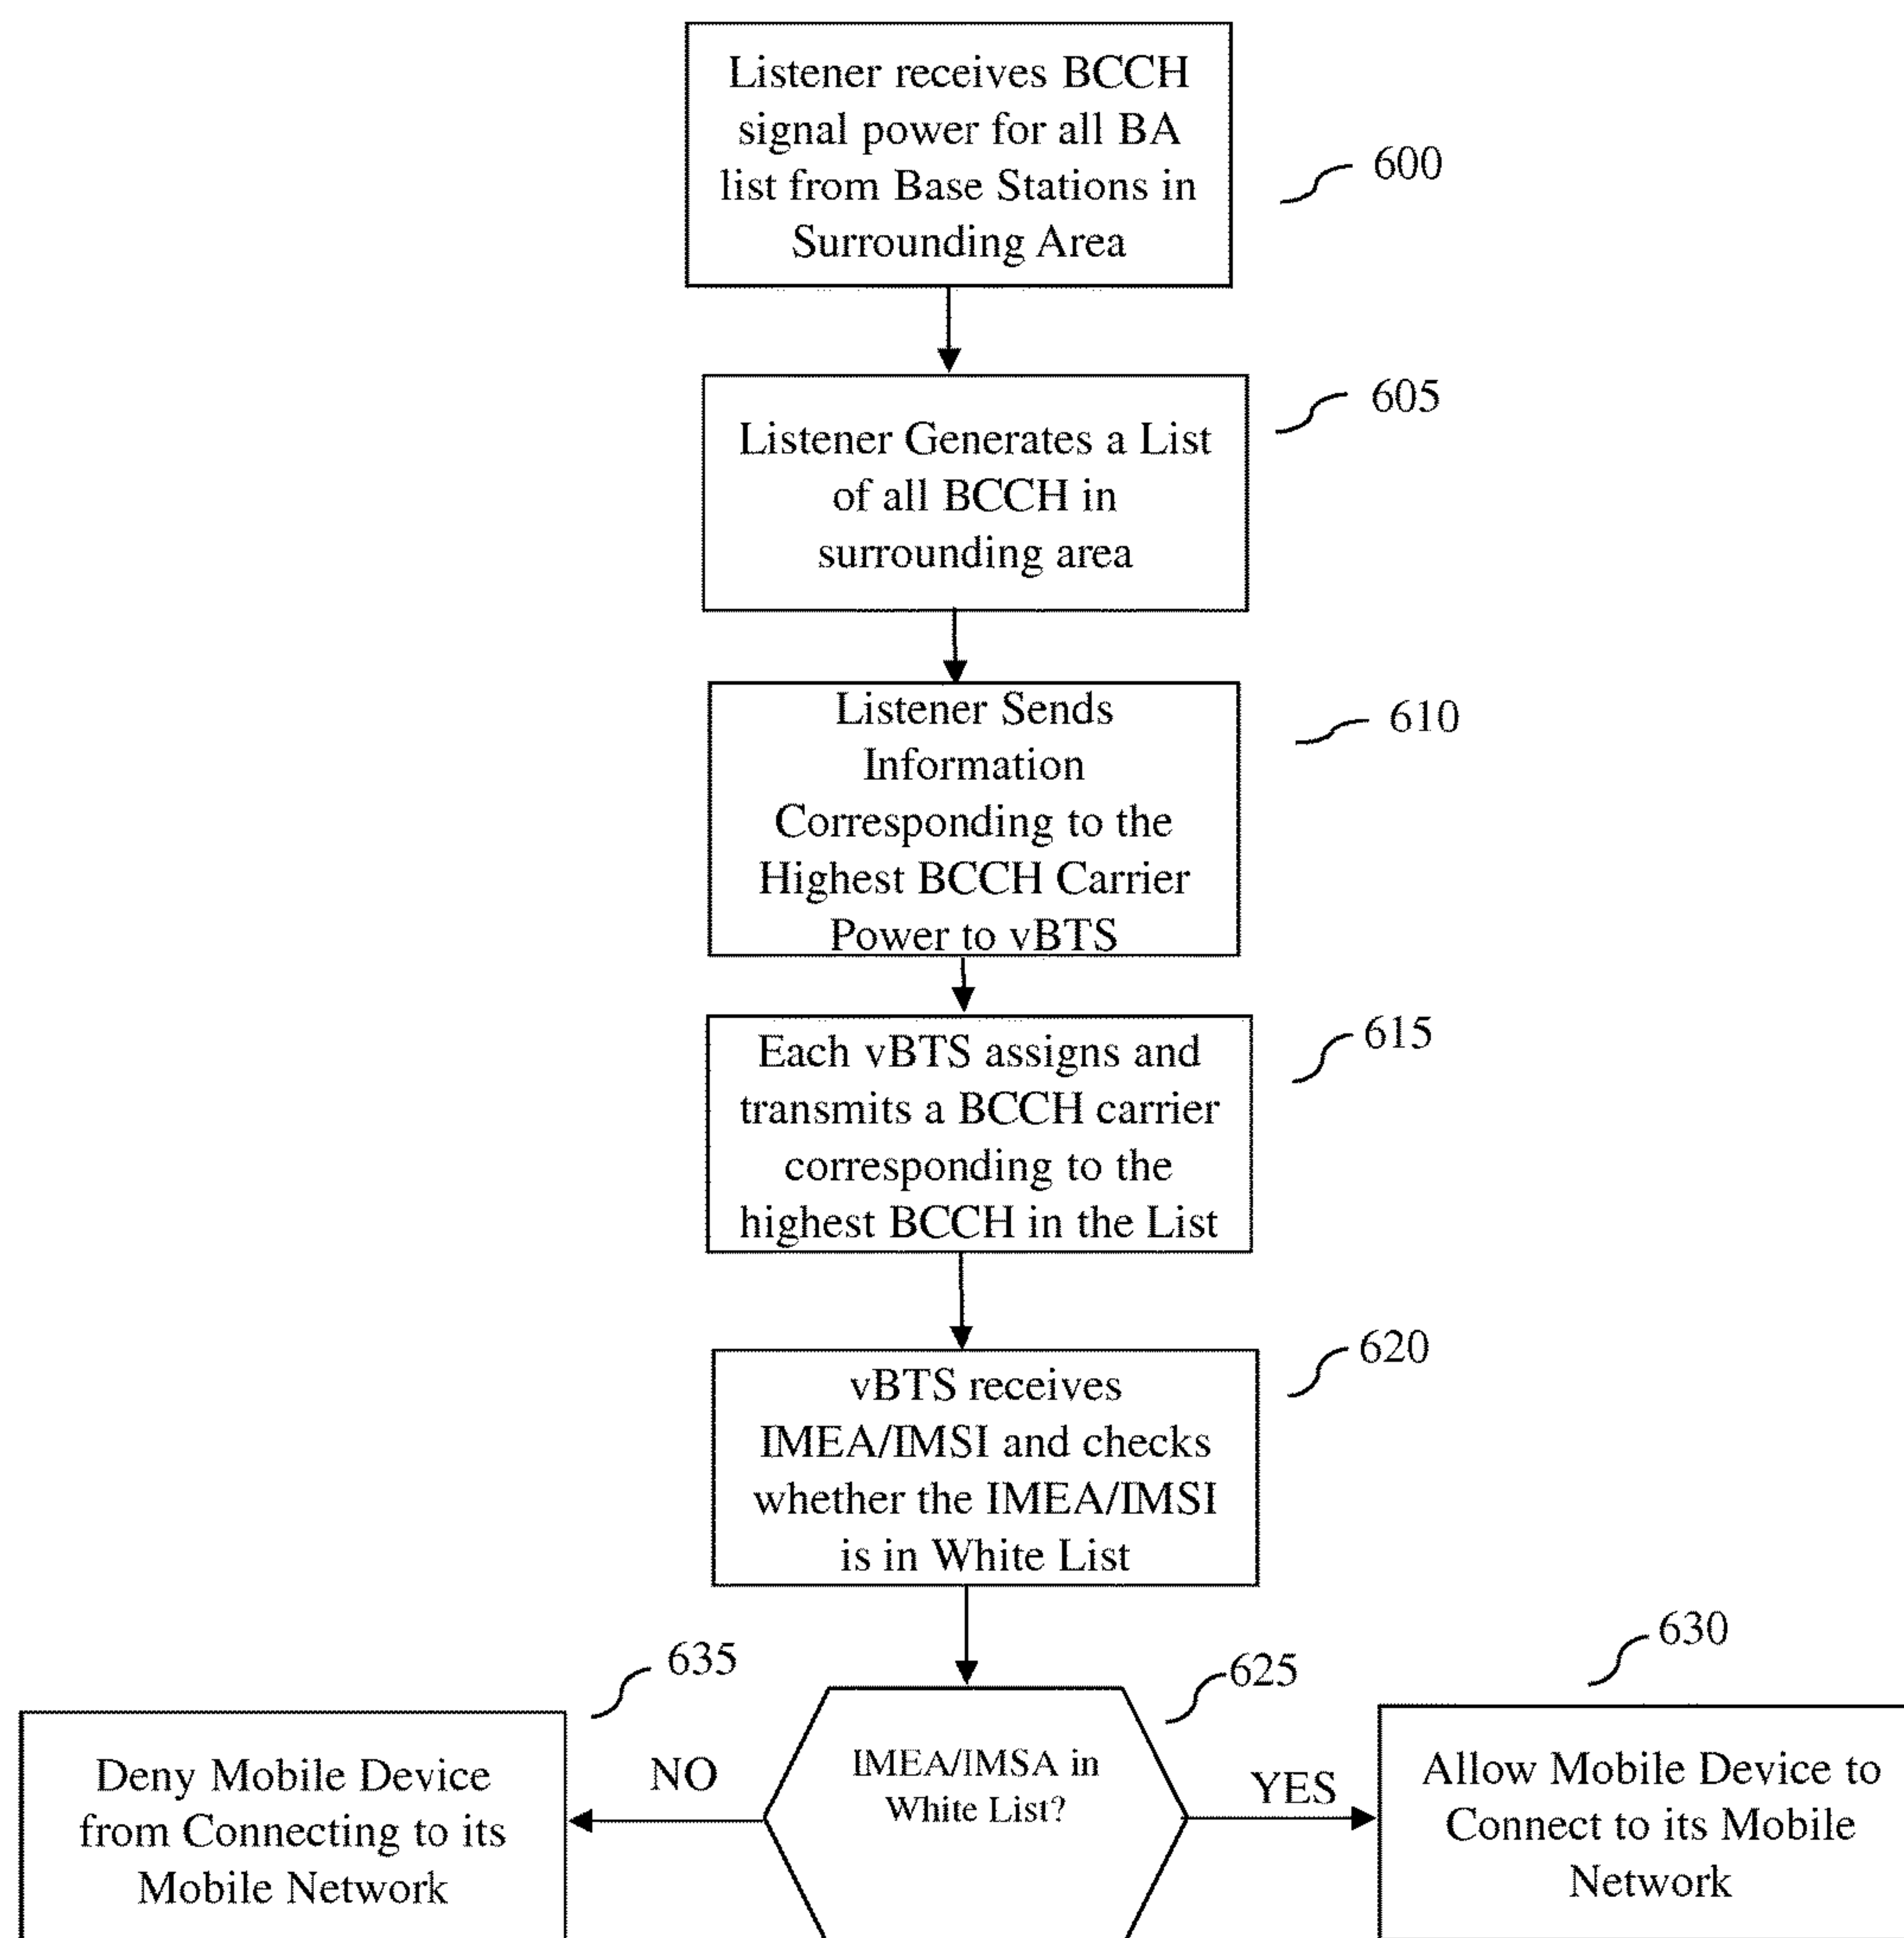 Listener receives BCCH
signal power for all BA
list from Base Stations in
Surrounding Area
600
Listener Generates a List
of all BCCH in
surrounding area
605
Listener Sends
Information
Corresponding to the
Highest BCCH Carrier
Power to vBTS
610
Each vBTS assigns and
transmits a BCCH carrier
corresponding to the
highest BCCH in the List
615
vBTS receives
IMEA/IMSI and checks
whether the IMEA/IMSI
is in White List
620
635
Deny Mobile Device
from Connecting to its
Mobile Network
NO
IMEA/IMSA in
White List?
625
YES
630
Allow Mobile Device to
Connect to its Mobile
Network